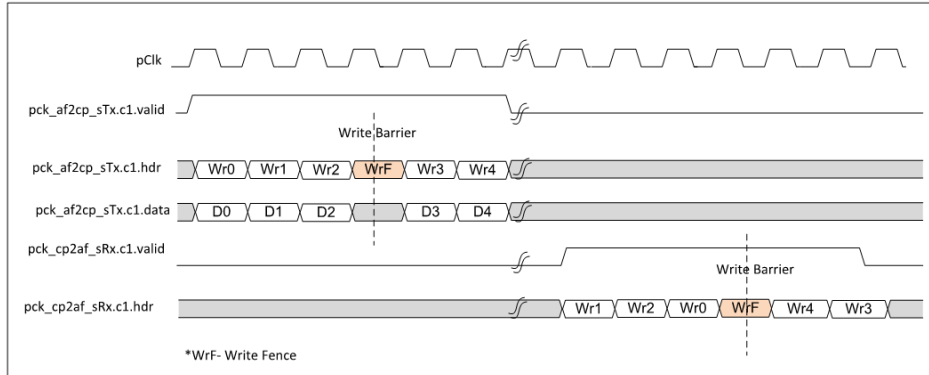 pClk
pck_af2cp_sTx.c1.valid
Write Barrier
pck_af2cp_sTx.c1.hdr Wr0 Wr1 Wr2 WrF Wr3 Wr4
pck_af2cp_sTx.c1.data D0 D1 D2 D3 D4
pck_cp2af_sRx.c1.valid
Write Barrier
pck_cp2af_sRx.c1.hdr Wr1 Wr2 Wr0 WrF Wr4 Wr3
*WrF- Write Fence